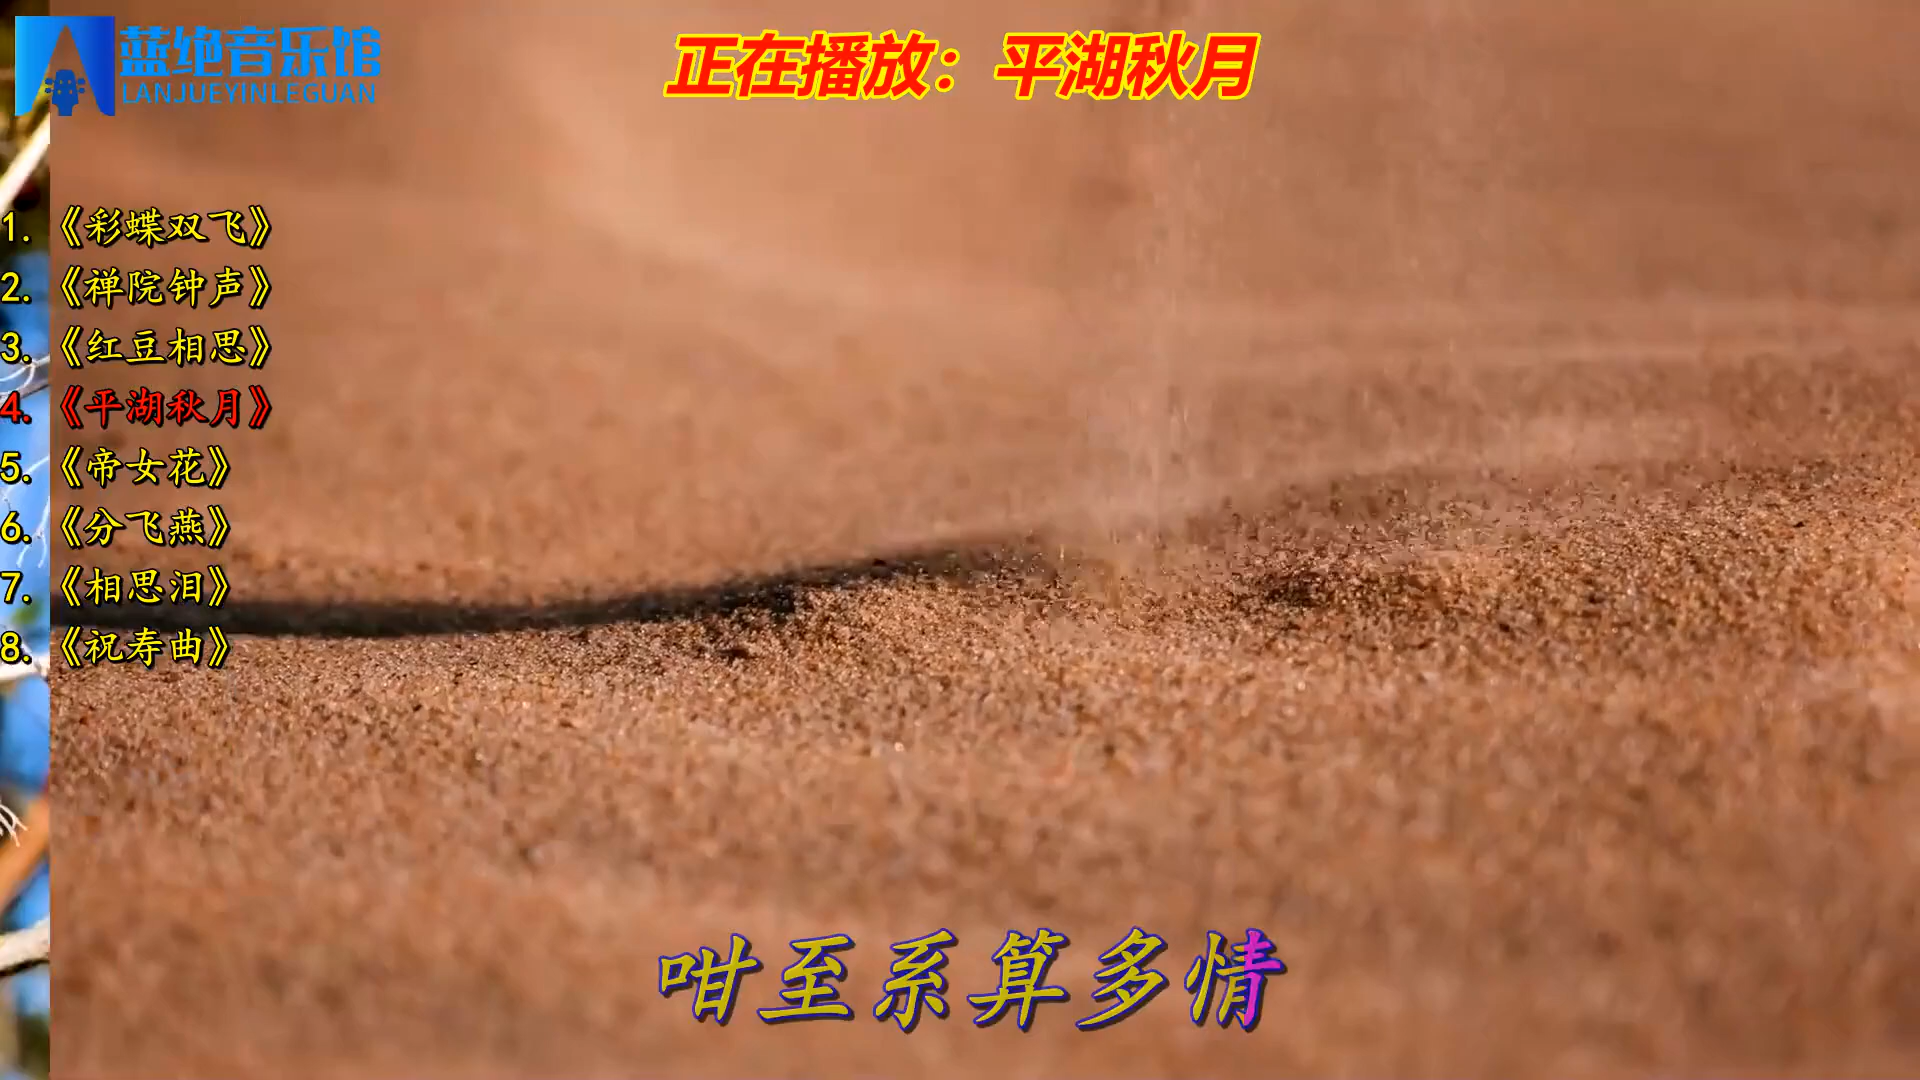 蓝绝音乐馆
LANJUEYINLEGUAN
正在播放：平湖秋月
1. 《彩蝶双飞》
2. 《禅院钟声》
3. 《红豆相思》
4. 《平湖秋月》
5. 《帝女花》
6. 《分飞燕》
7. 《相思泪》
8. 《祝寿曲》
咁至系算多情